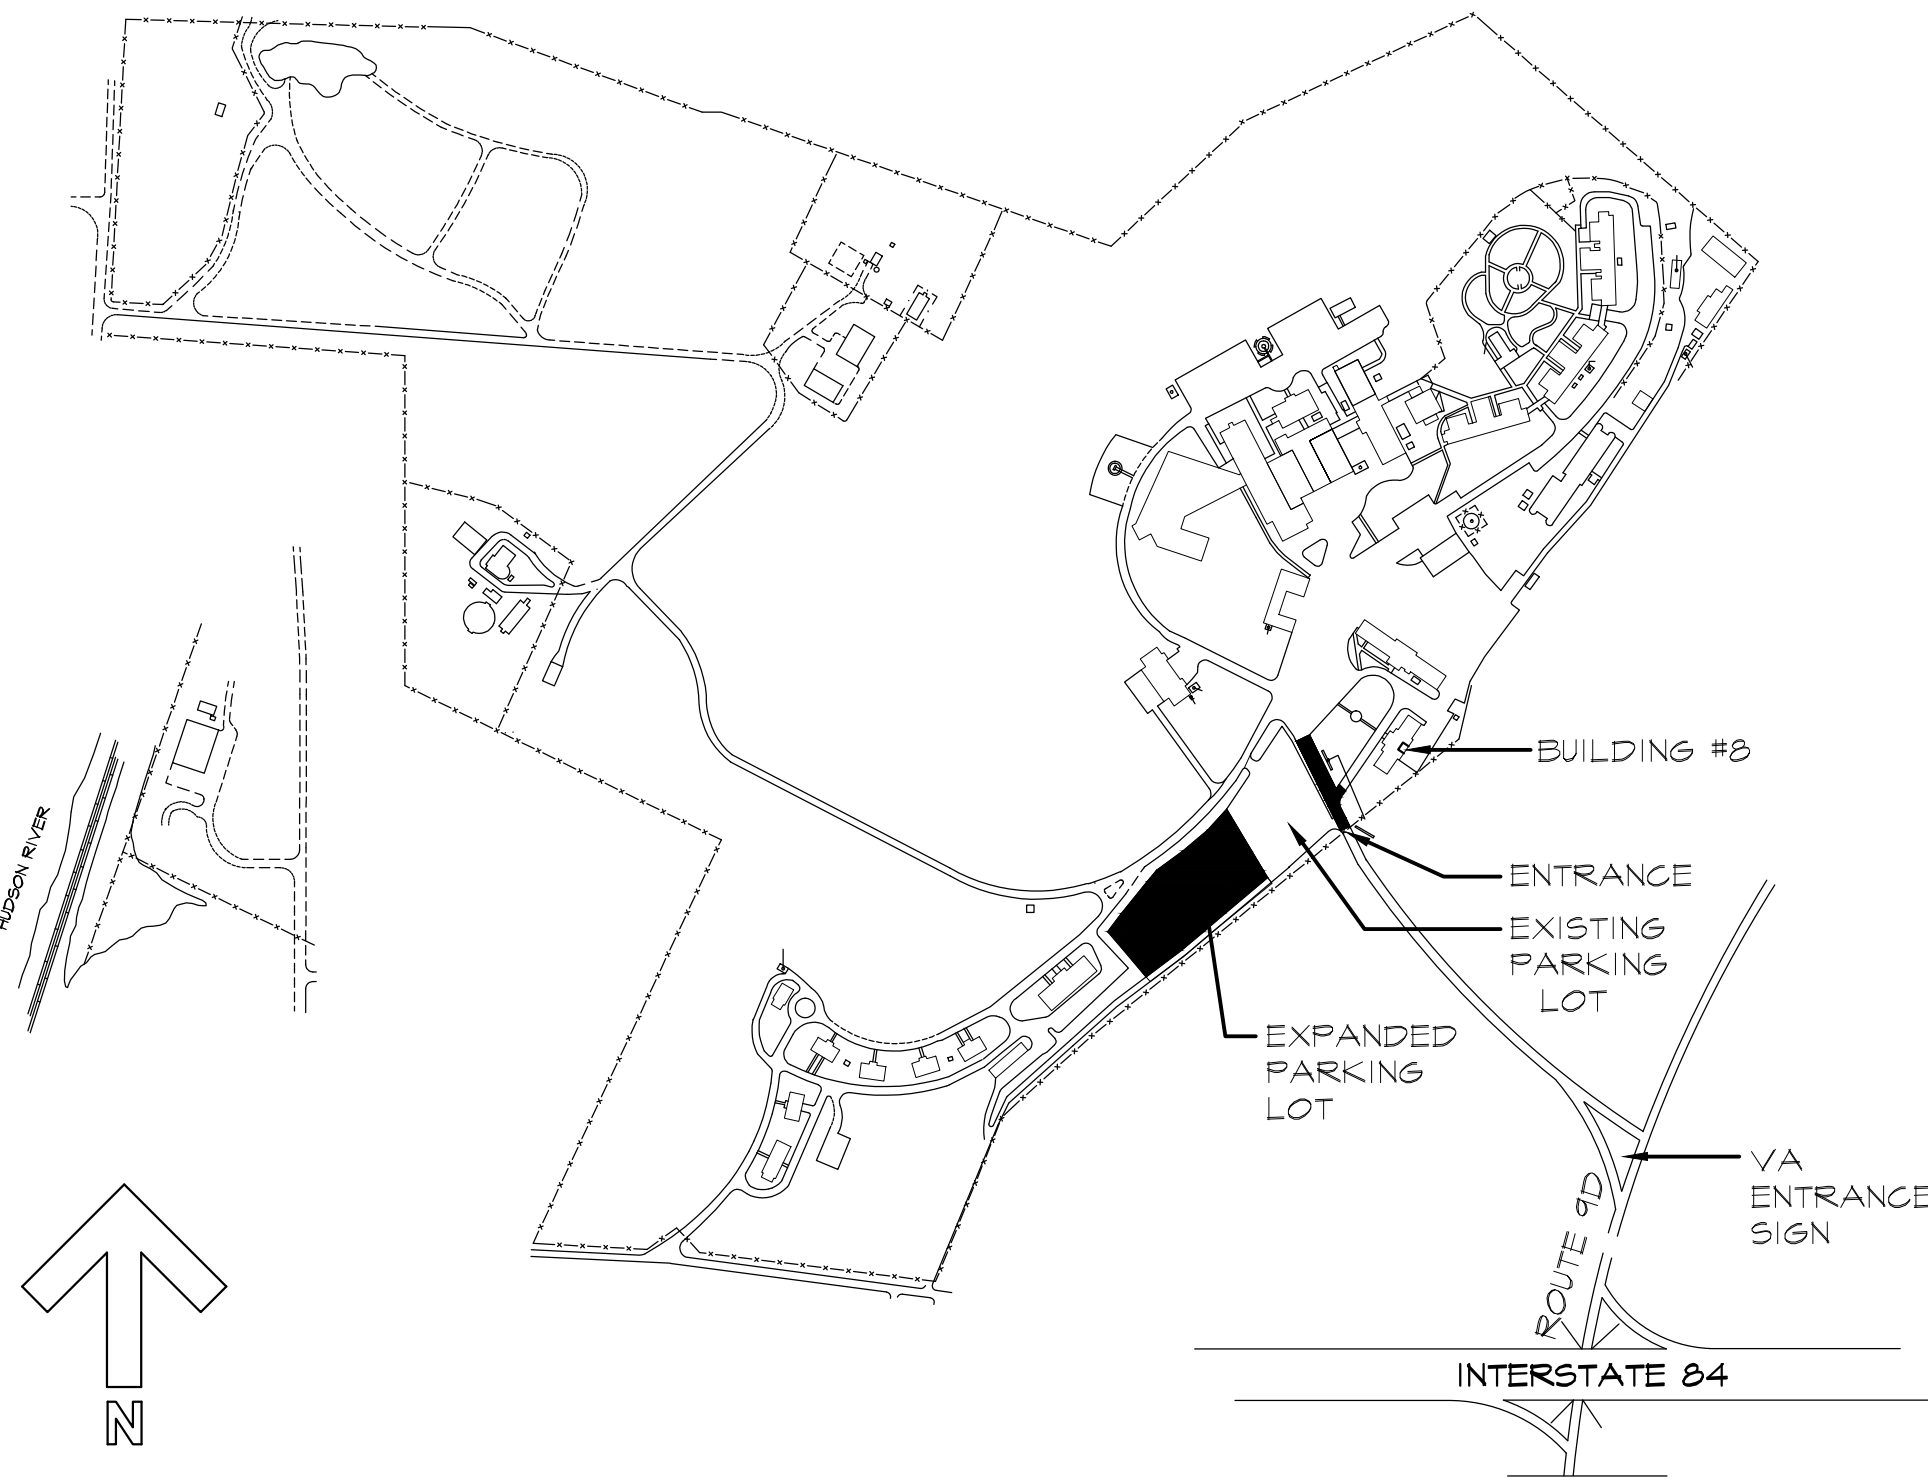 BUILDING #8
ENTRANCE
EXISTING
PARKING
LOT
EXPANDED
PARKING
LOT
VA
ENTRANCE
SIGN
ROUTE 9D
INTERSTATE 84
HUDSON RIVER
N